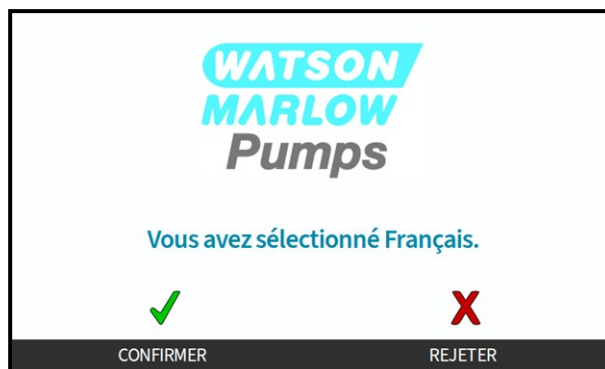 WATSON
MARLOW
Pumps
Vous avez sélectionné Français.
CONFIRMER REJETER